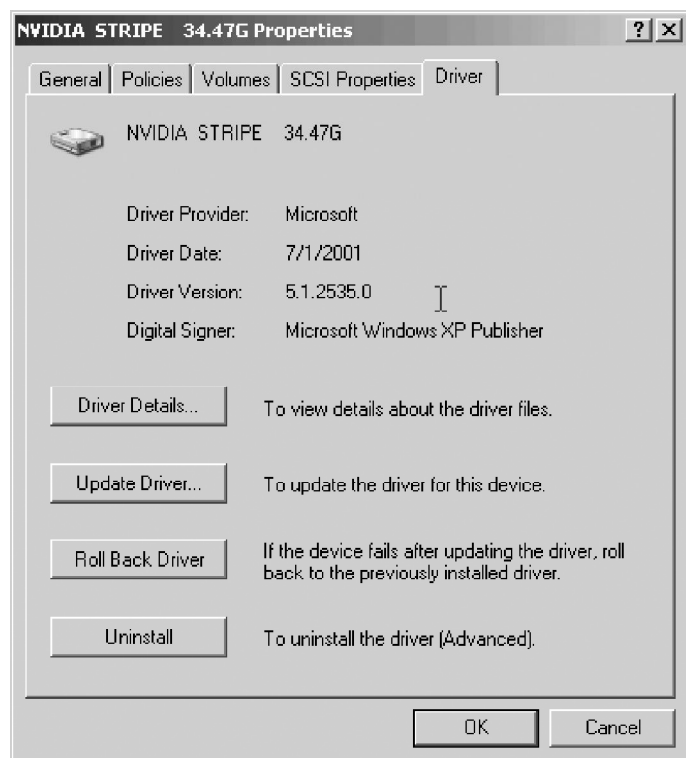 NVIDIA STRIPE 34.47G Properties
? X
General Policies Volumes SCSI Properties Driver
NVIDIA STRIPE 34.47G
Driver Provider: Microsoft
Driver Date: 7/1/2001
Driver Version: 5.1.2535.0
Digital Signer: Microsoft Windows XP Publisher
Driver Details... To view details about the driver files.
Update Driver... To update the driver for this device.
Roll Back Driver If the device fails after updating the driver, roll
back to the previously installed driver.
Uninstall To uninstall the driver (Advanced).
OK Cancel